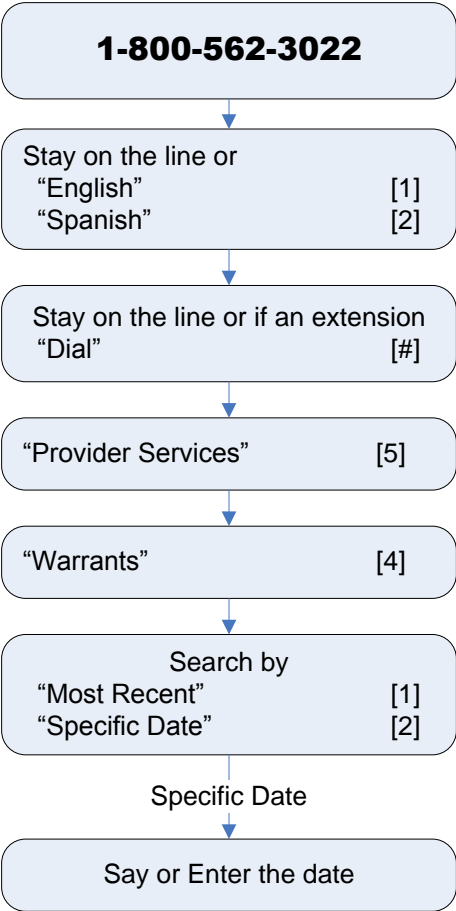 1-800-562-3022
Stay on the line or
“English” [1]
“Spanish” [2]
Stay on the line or if an extension
“Dial” [#]
“Provider Services” [5]
“Warrants” [4]
Search by
“Most Recent” [1]
“Specific Date” [2]
Specific Date
Say or Enter the date